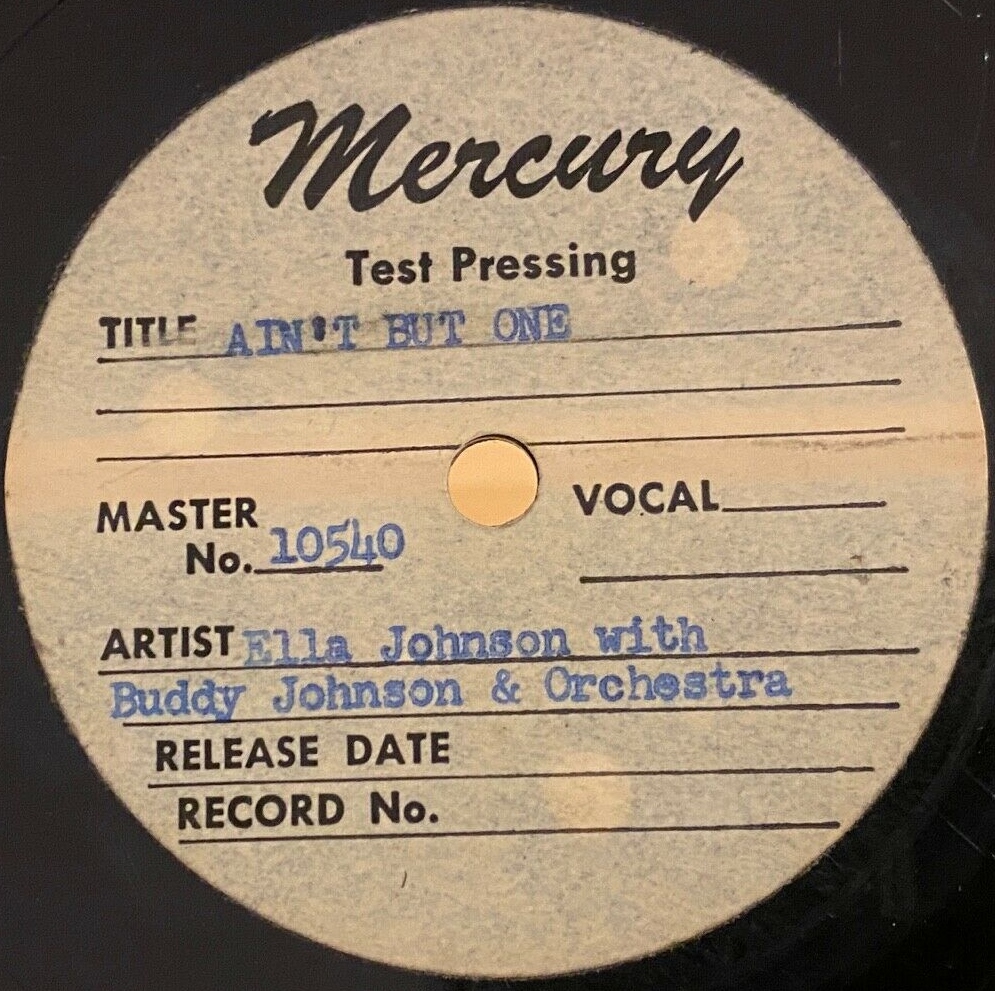 Mercury
Test Pressing
TITLE AIN'T BUT ONE
MASTER
No. 10540
VOCAL
ARTIST Ella Johnson with
Buddy Johnson & Orchestra
RELEASE DATE
RECORD No.